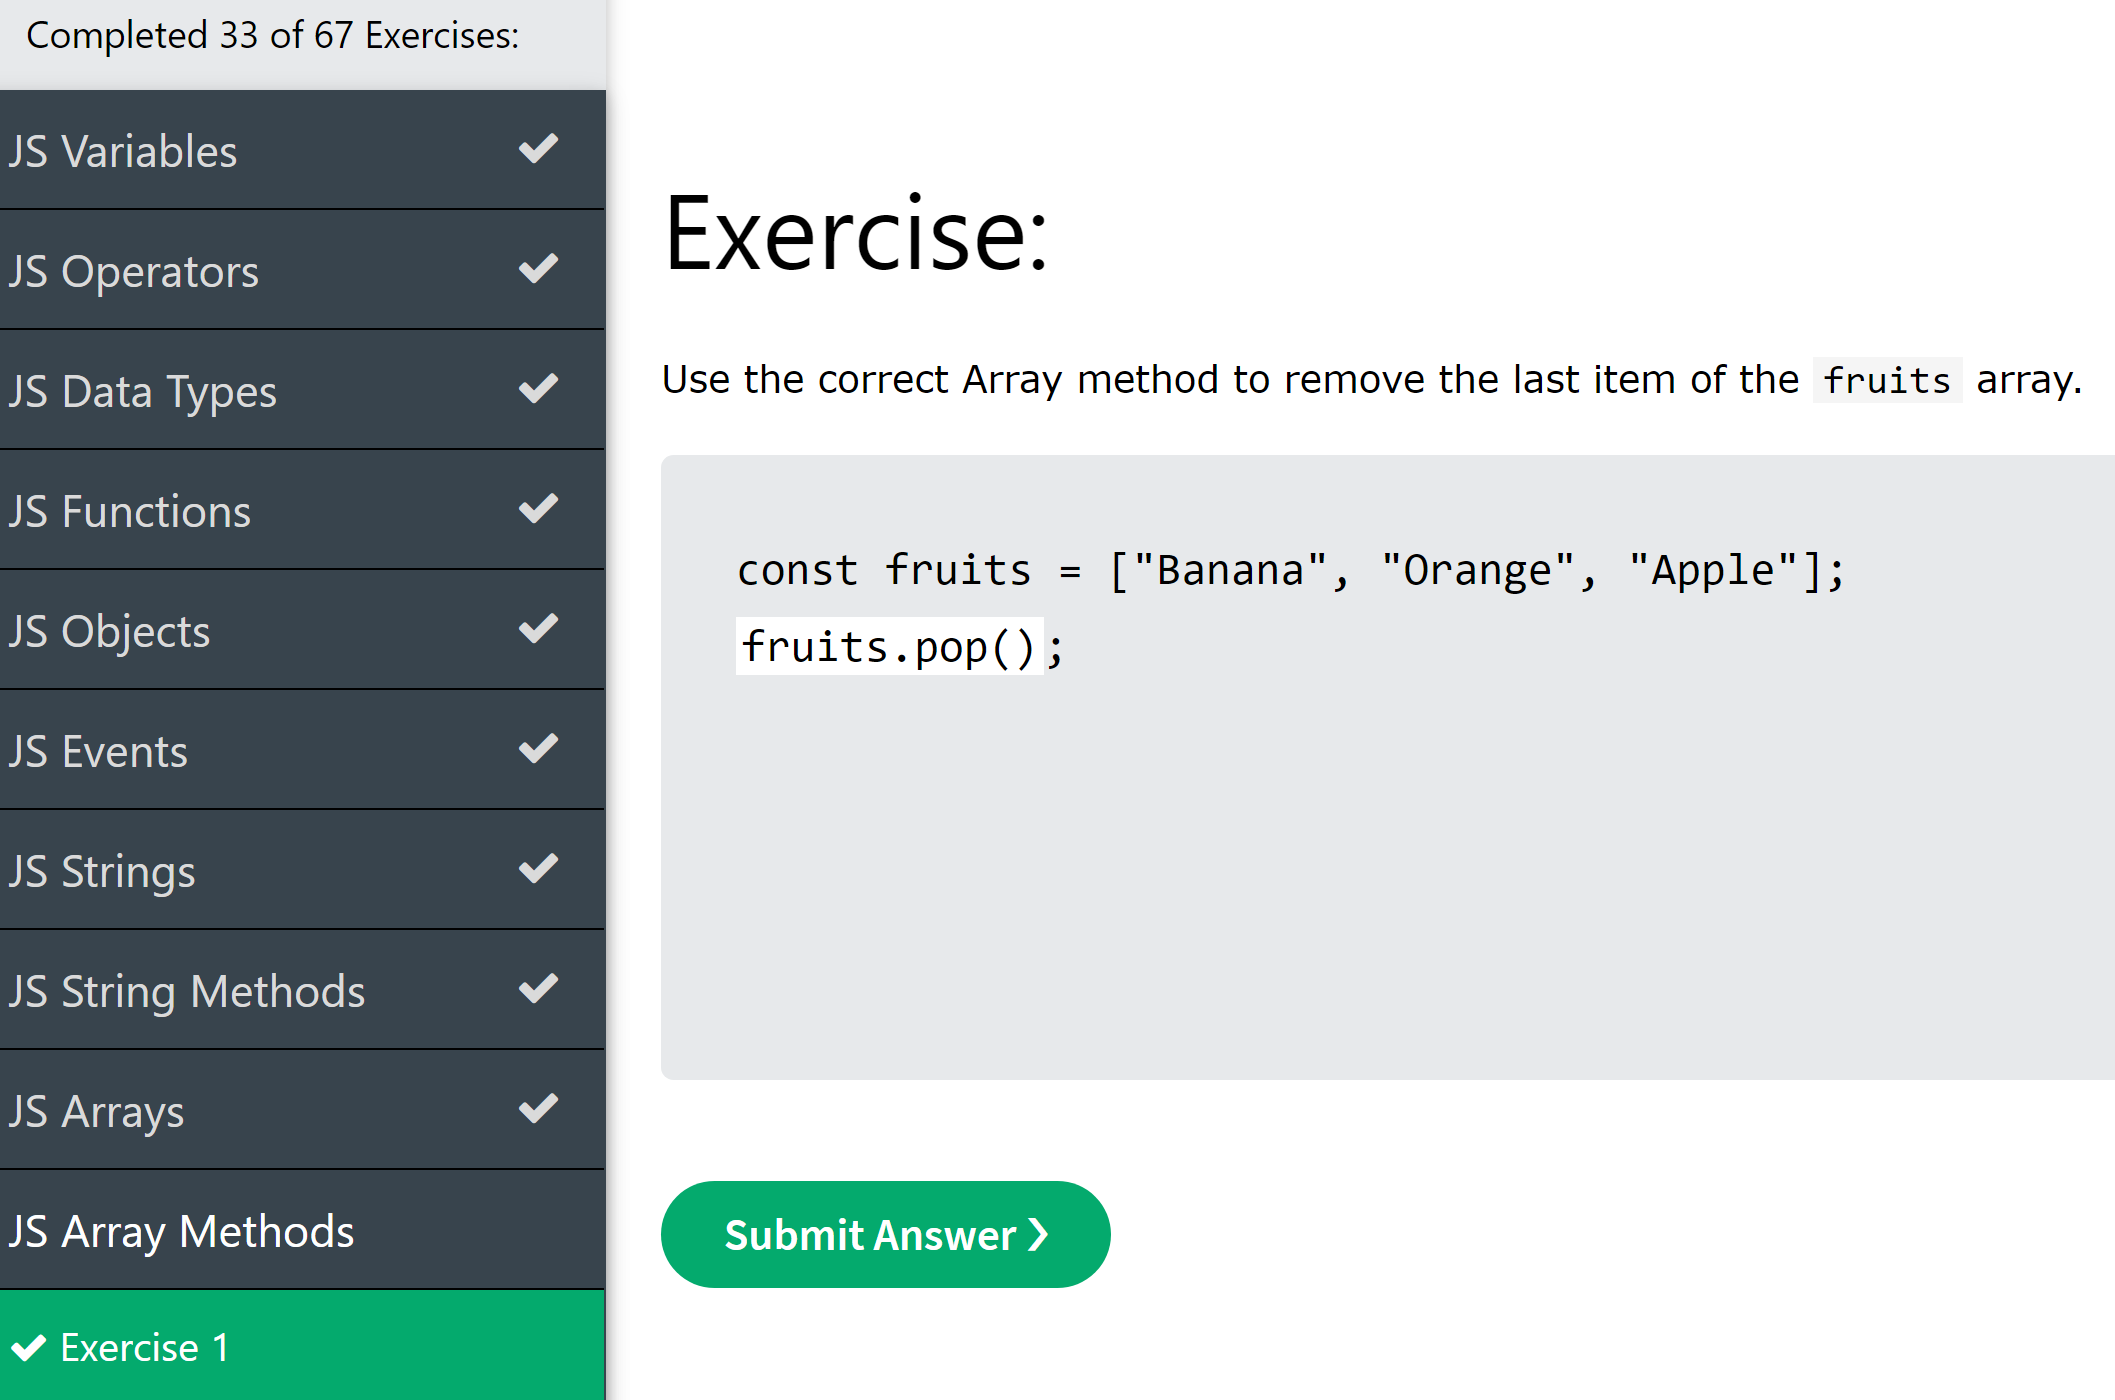 Completed 33 of 67 Exercises:
JS Variables
JS Operators
JS Data Types
JS Functions
JS Objects
JS Events
JS Strings
JS String Methods
JS Arrays
JS Array Methods
Exercise 1
Exercise:
Use the correct Array method to remove the last item of the fruits array.
const fruits = ["Banana", "Orange", "Apple"];
fruits.pop();
Submit Answer ❯